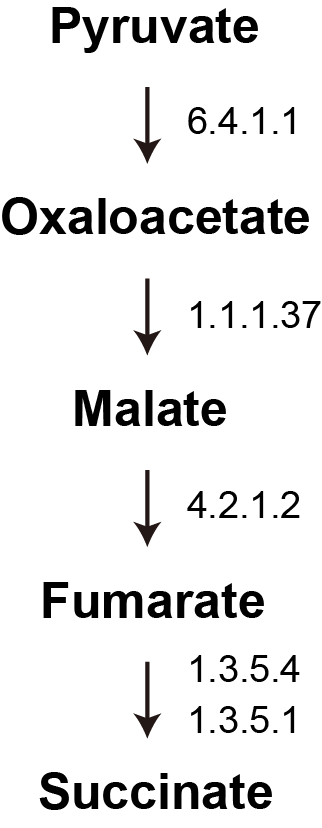 Pyruvate
6.4.1.1
Oxaloacetate
1.1.1.37
Malate
4.2.1.2
Fumarate
1.3.5.4
1.3.5.1
Succinate